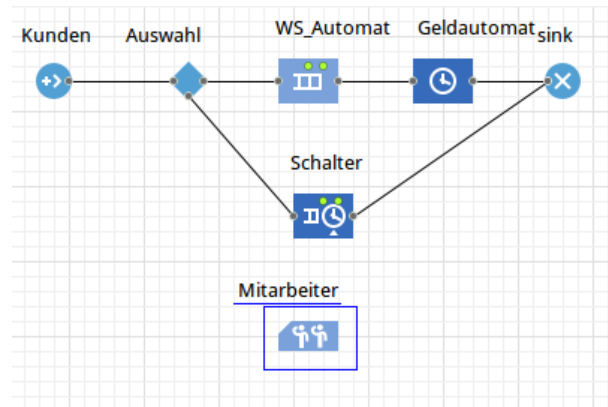 Kunden
Auswahl
WS_Automat
Geldautomat
sink
Schalter
Mitarbeiter